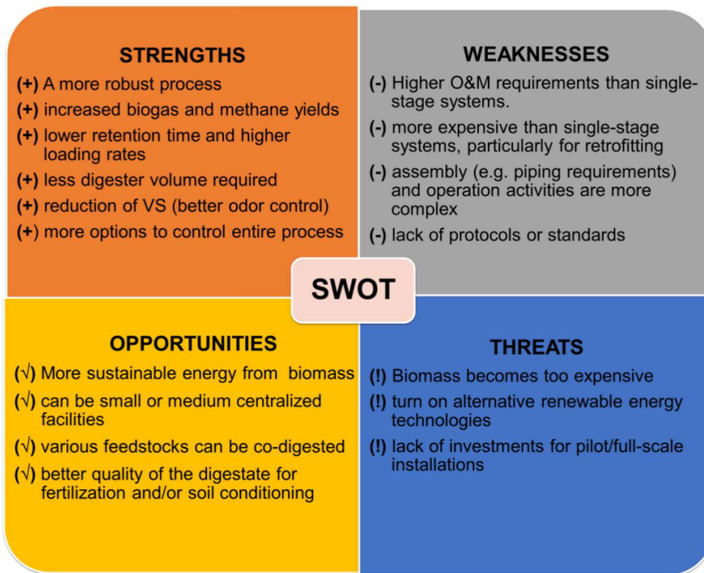 STRENGTHS
(+) A more robust process
(+) increased biogas and methane yields
(+) lower retention time and higher
loading rates
(+) less digester volume required
(+) reduction of VS (better odor control)
(+) more options to control entire process
WEAKNESSES
(-) Higher O&M requirements than single-
stage systems.
(-) more expensive than single-stage
systems, particularly for retrofitting
(-) assembly (e.g. piping requirements)
and operation activities are more
complex
(-) lack of protocols or standards
SWOT
OPPORTUNITIES
(√) More sustainable energy from biomass
(√) can be small or medium centralized
facilities
(√) various feedstocks can be co-digested
(√) better quality of the digestate for
fertilization and/or soil conditioning
THREATS
(!) Biomass becomes too expensive
(!) turn on alternative renewable energy
technologies
(!) lack of investments for pilot/full-scale
installations